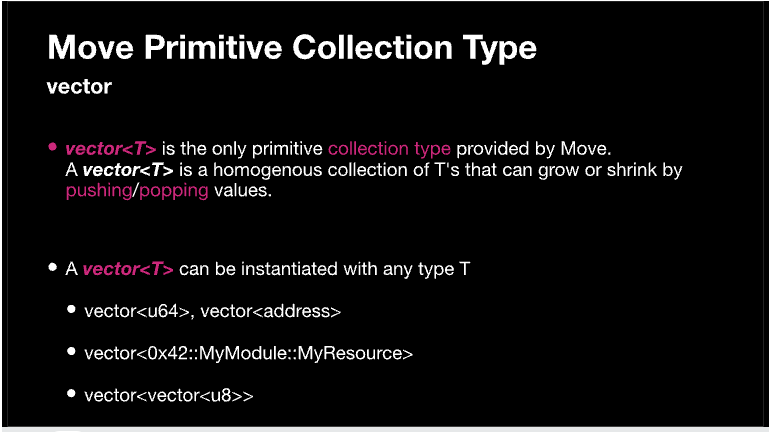 Move Primitive Collection Type
vector
• vector<T> is the only primitive collection type provided by Move.
A vector<T> is a homogenous collection of T's that can grow or shrink by
pushing/popping values.
• A vector<T> can be instantiated with any type T
• vector<u64>, vector<address>
• vector<0x42::MyModule::MyResource>
• vector<vector<u8>>